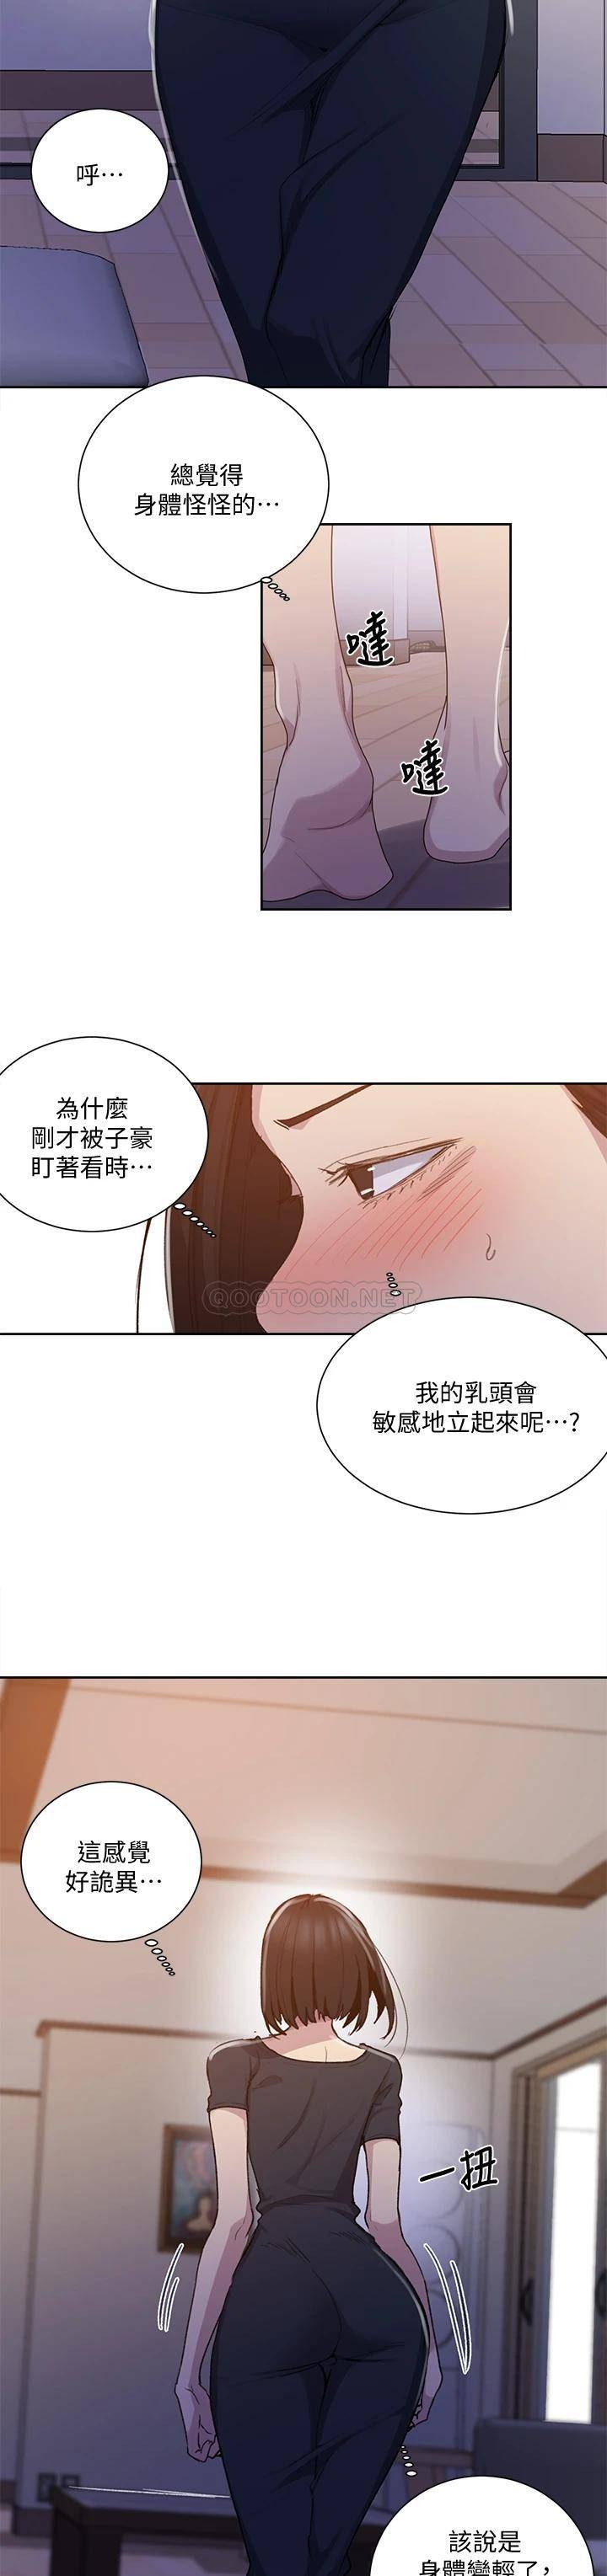 呼⋯
總覺得
身體怪怪的⋯
噠
噠
為什麼
剛才被子豪
盯著看時⋯
QOOTOON.NET
我的乳頭會
敏感地立起來呢⋯?
這感覺
好詭異⋯
一扭
該說是
身體變輕了,